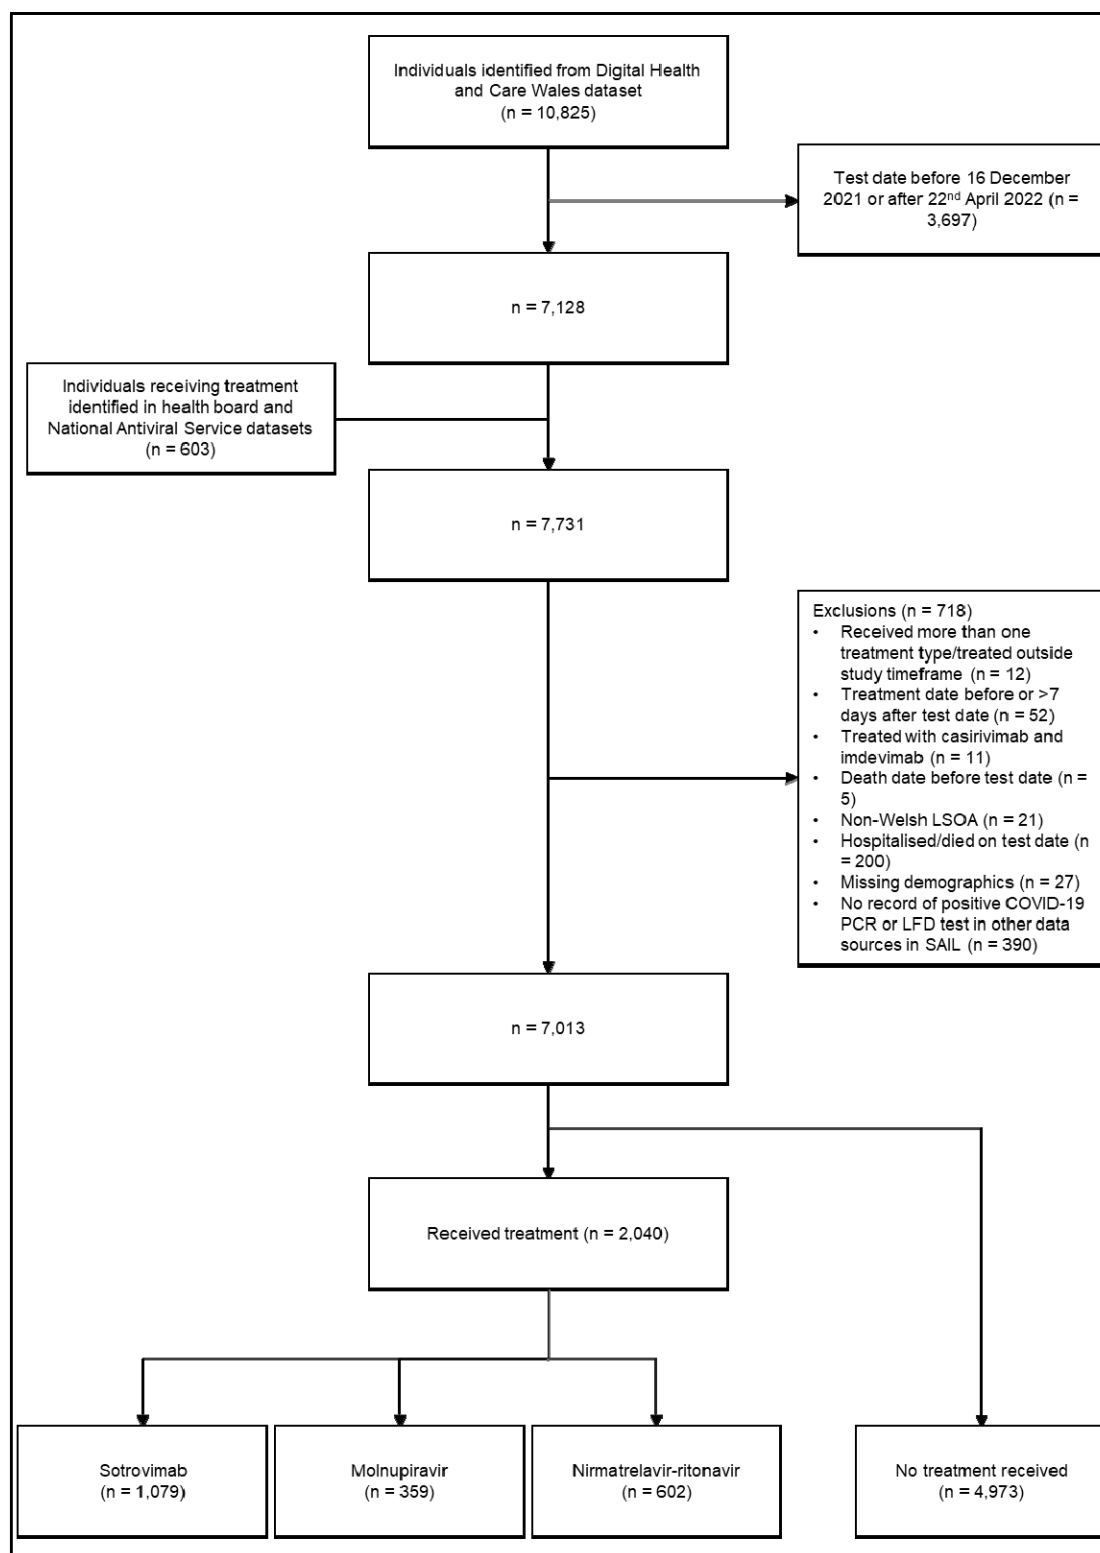 Individuals identified from Digital Health
and Care Wales dataset
(n = 10,825)
Test date before 16 December
2021 or after 22nd April 2022 (n =
3,697)
n = 7,128
Individuals receiving treatment
identified in health board and
National Antiviral Service datasets
(n = 603)
n = 7,731
Exclusions (n = 718)
• Received more than one
treatment type/treated outside
study timeframe (n = 12)
• Treatment date before or >7
days after test date (n = 52)
• Treated with casirivimab and
imdevimab (n = 11)
• Death date before test date (n =
5)
• Non-Welsh LSOA (n = 21)
• Hospitalised/died on test date (n
= 200)
• Missing demographics (n = 27)
• No record of positive COVID-19
PCR or LFD test in other data
sources in SAIL (n = 390)
n = 7,013
Received treatment (n = 2,040)
Sotrovimab
(n = 1,079)
Molnupiravir
(n = 359)
Nirmatrelavir-ritonavir
(n = 602)
No treatment received
(n = 4,973)